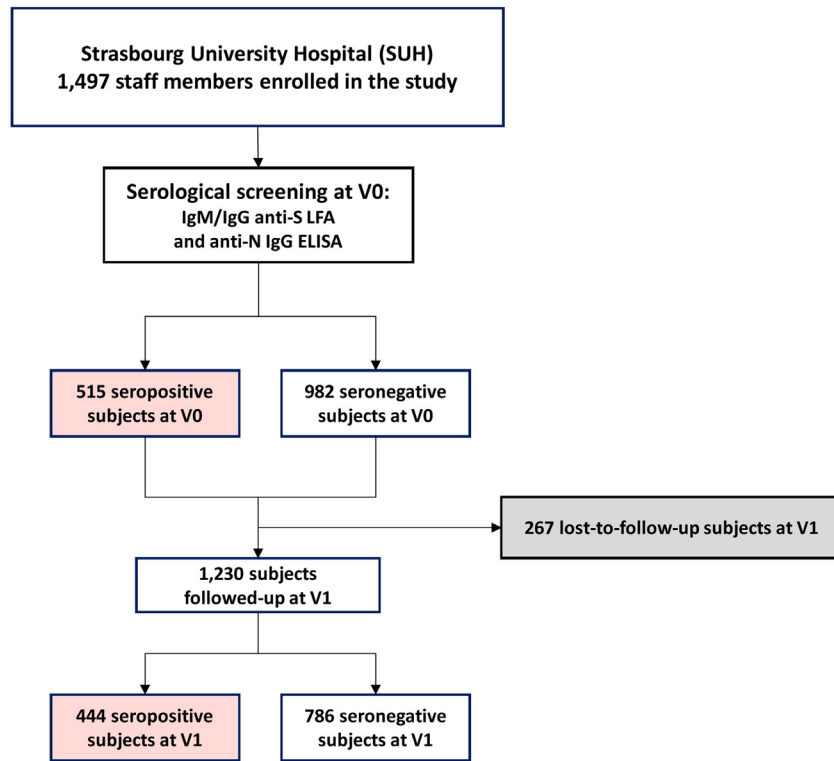 Strasbourg University Hospital (SUH)
1,497 staff members enrolled in the study
Serological screening at V0:
IgM/IgG anti-S LFA
and anti-N IgG ELISA
515 seropositive
subjects at V0
982 seronegative
subjects at V0
267 lost-to-follow-up subjects at V1
1,230 subjects
followed-up at V1
444 seropositive
subjects at V1
786 seronegative
subjects at V1